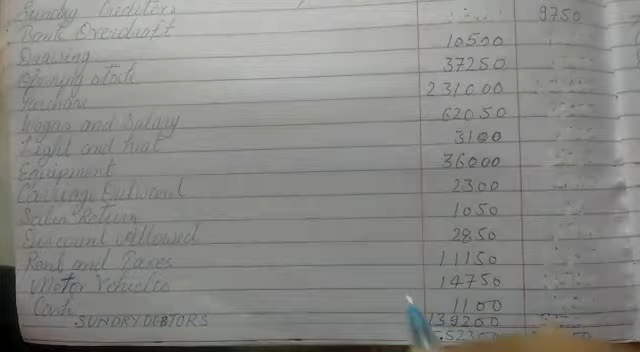 Sundry Creditors
Bank Overdraft 9750
Drawing 10500
Opening stock 37250
Purchase 231000
Wages and Salary 62050
Light and heat 3100
Equipment 36000
Carriage Outward 2300
Sales Return 1050
Discount Allowed 2850
Rent and Taxes 11150
Motor Vehicles 14750
Cash 1100
SUNDRY DEBTORS 139200